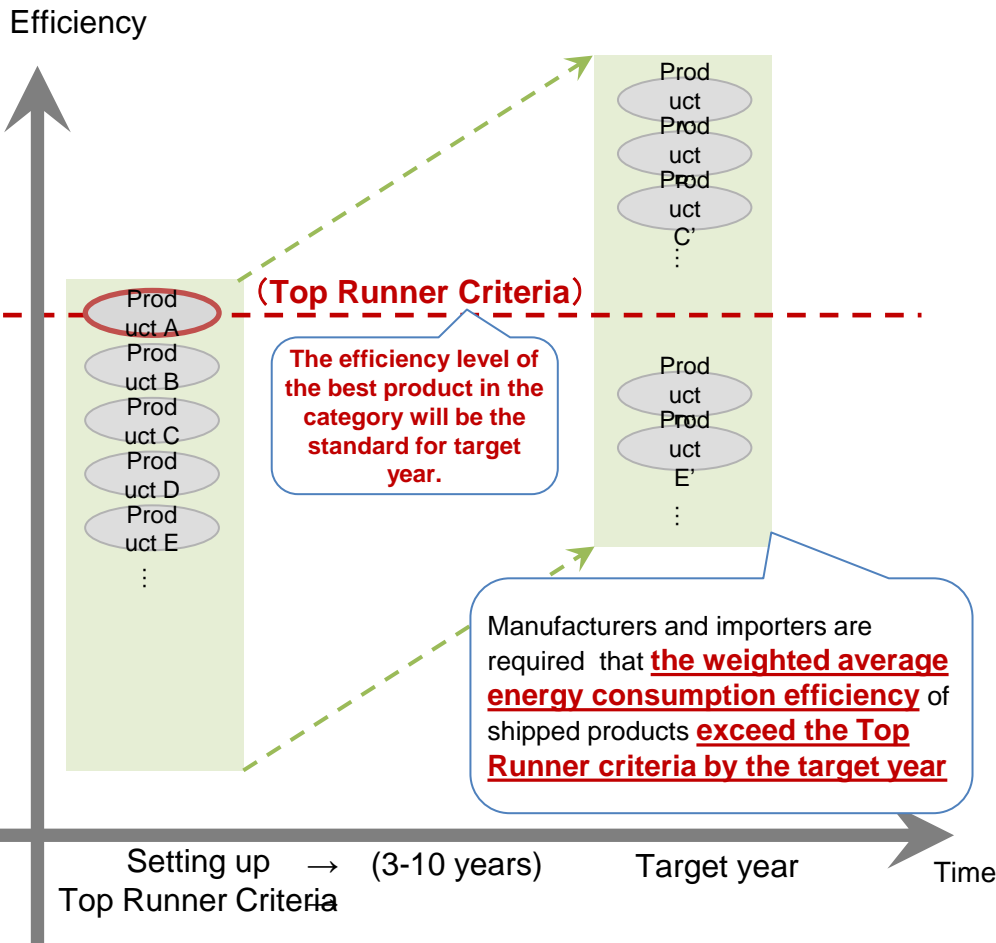 Efficiency
Prod
uct A
Prod
uct B
Prod
uct C
Prod
uct D
Prod
uct E
⋮
（Top Runner Criteria）
The efficiency level of
the best product in the
category will be the
standard for target
year.
Prod
uct
Prod
uct
Prod
uct
C’
⋮
Prod
uct
Prod
uct
E’
⋮
Manufacturers and importers are
required that the weighted average
energy consumption efficiency of
shipped products exceed the Top
Runner criteria by the target year
Setting up → (3-10 years) Target year
Top Runner Criteria→
Time